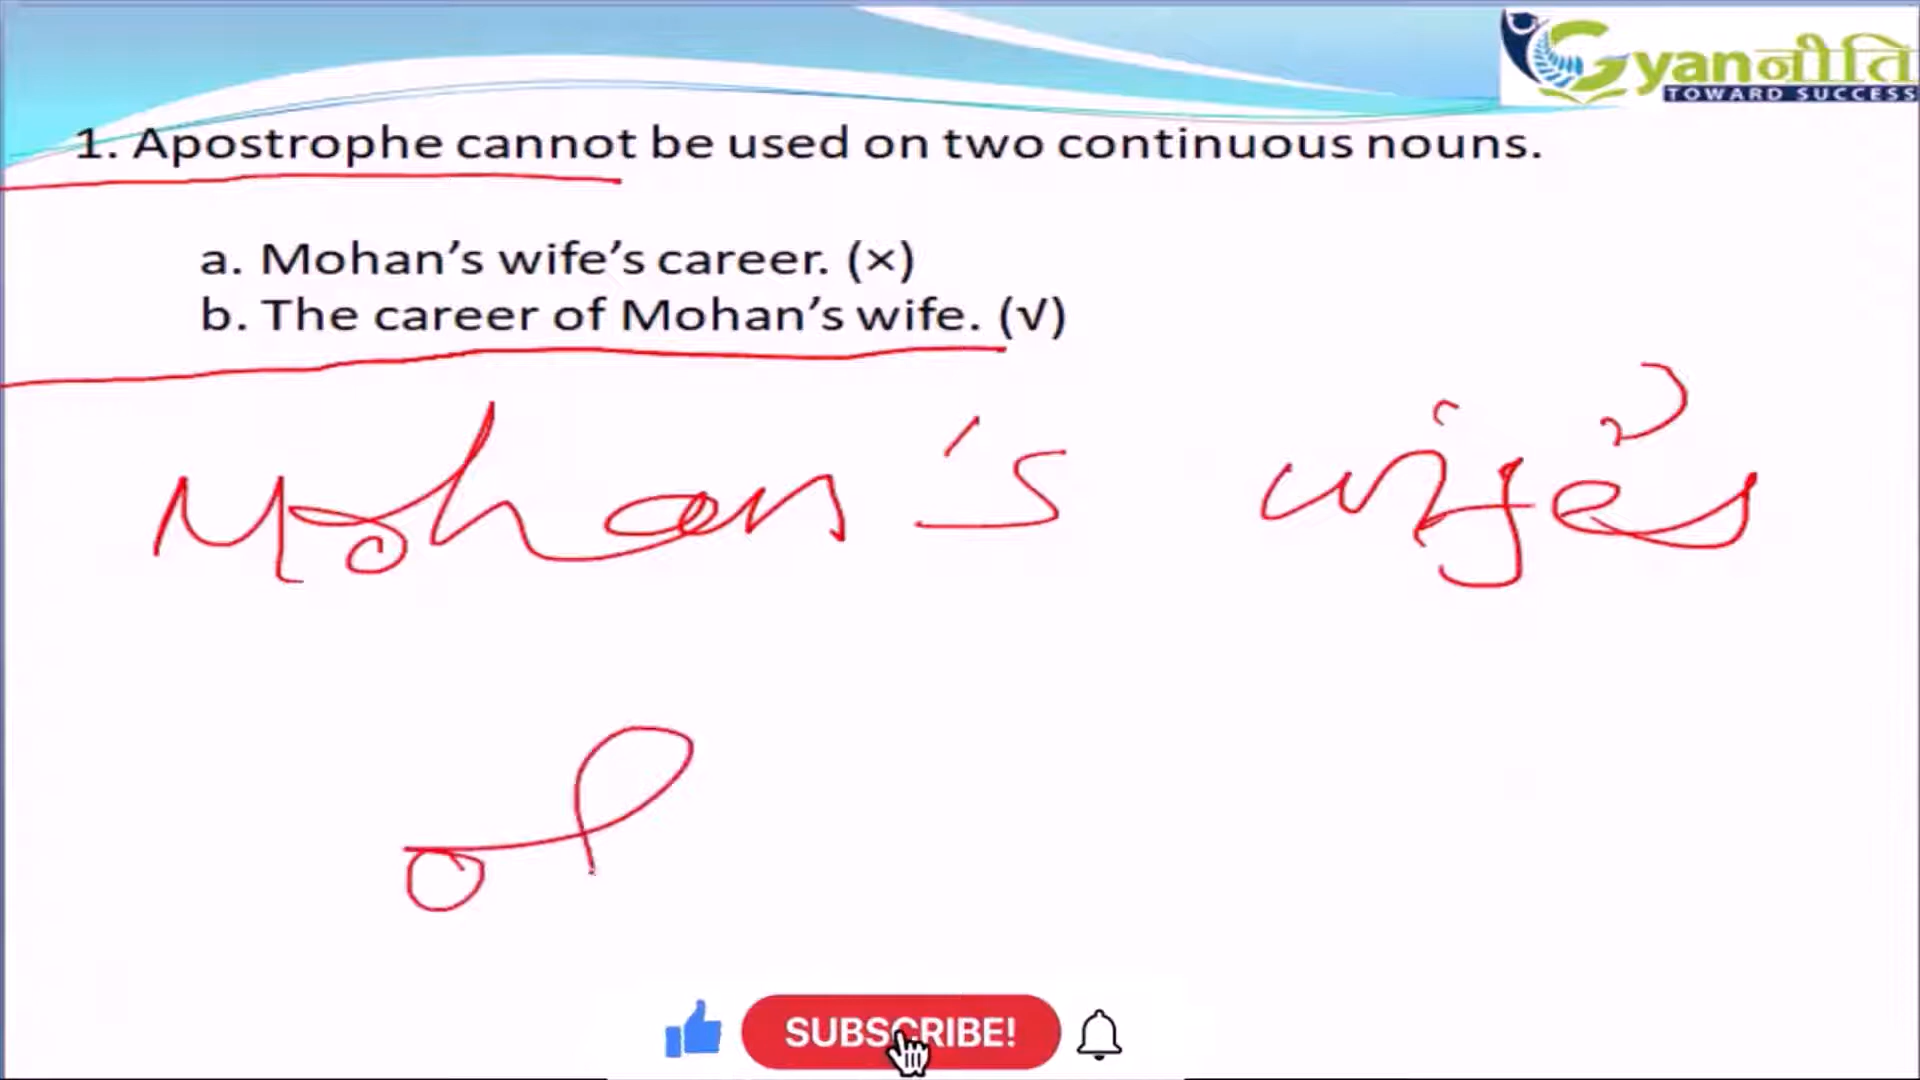 Gyanनीति
TOWARD SUCCESS
1. Apostrophe cannot be used on two continuous nouns.
a. Mohan’s wife’s career. (×)
b. The career of Mohan’s wife. (√)
Mohan's wife's
of
SUBSCRIBE!